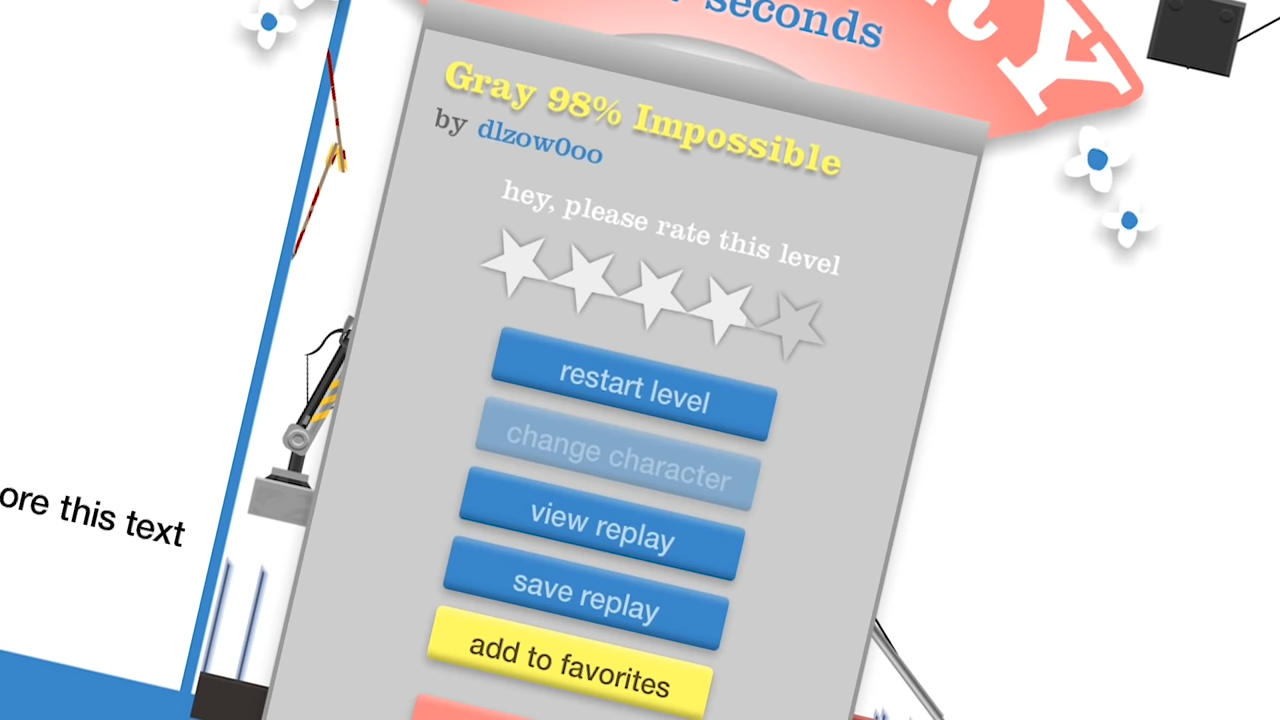 seconds
Gray 98% Impossible
by dlzow0oo
hey, please rate this level
restart level
change character
view replay
save replay
add to favorites
ore this text